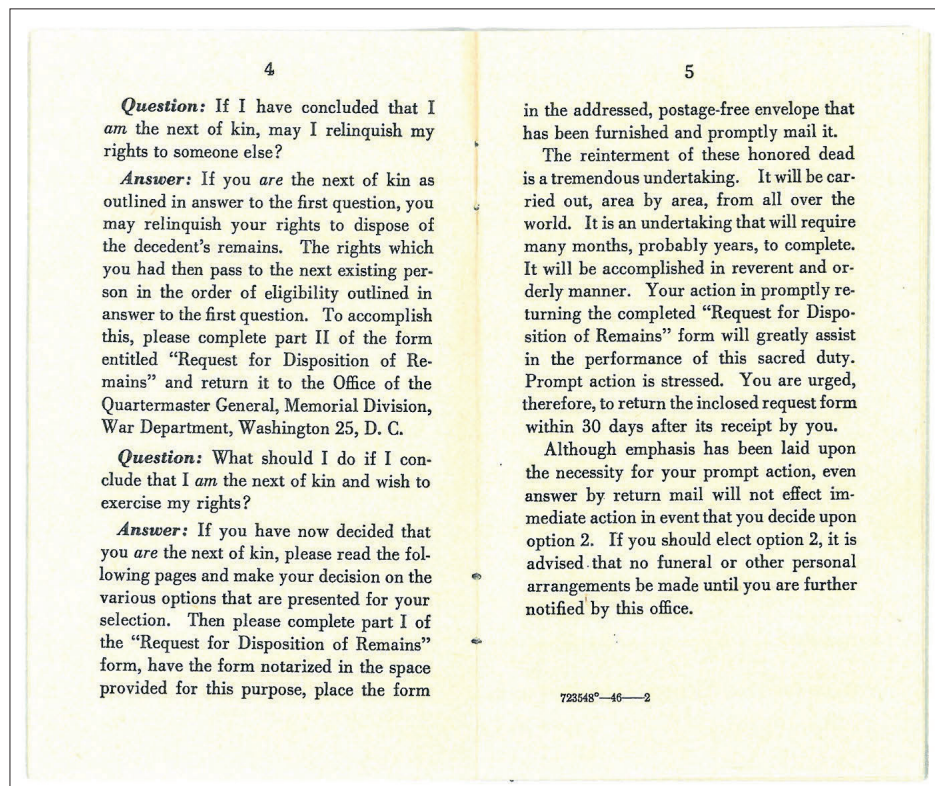 4
Question: If I have concluded that I
am the next of kin, may I relinquish my
rights to someone else?
Answer: If you are the next of kin as
outlined in answer to the first question, you
may relinquish your rights to dispose of
the decedent's remains. The rights which
you had then pass to the next existing per-
son in the order of eligibility outlined in
answer to the first question. To accomplish
this, please complete part II of the form
entitled “Request for Disposition of Re-
mains” and return it to the Office of the
Quartermaster General, Memorial Division,
War Department, Washington 25, D. C.
Question: What should I do if I con-
clude that I am the next of kin and wish to
exercise my rights?
Answer: If you have now decided that
you are the next of kin, please read the fol-
lowing pages and make your decision on the
various options that are presented for your
selection. Then please complete part I of
the “Request for Disposition of Remains”
form, have the form notarized in the space
provided for this purpose, place the form
5
in the addressed, postage-free envelope that
has been furnished and promptly mail it.
The reinterment of these honored dead
is a tremendous undertaking. It will be car-
ried out, area by area, from all over the
world. It is an undertaking that will require
many months, probably years, to complete.
It will be accomplished in reverent and or-
derly manner. Your action in promptly re-
turning the completed “Request for Dispo-
sition of Remains” form will greatly assist
in the performance of this sacred duty.
Prompt action is stressed. You are urged,
therefore, to return the inclosed request form
within 30 days after its receipt by you.
Although emphasis has been laid upon
the necessity for your prompt action, even
answer by return mail will not effect im-
mediate action in event that you decide upon
option 2. If you should elect option 2, it is
advised that no funeral or other personal
arrangements be made until you are further
notified by this office.
723548°—46——2